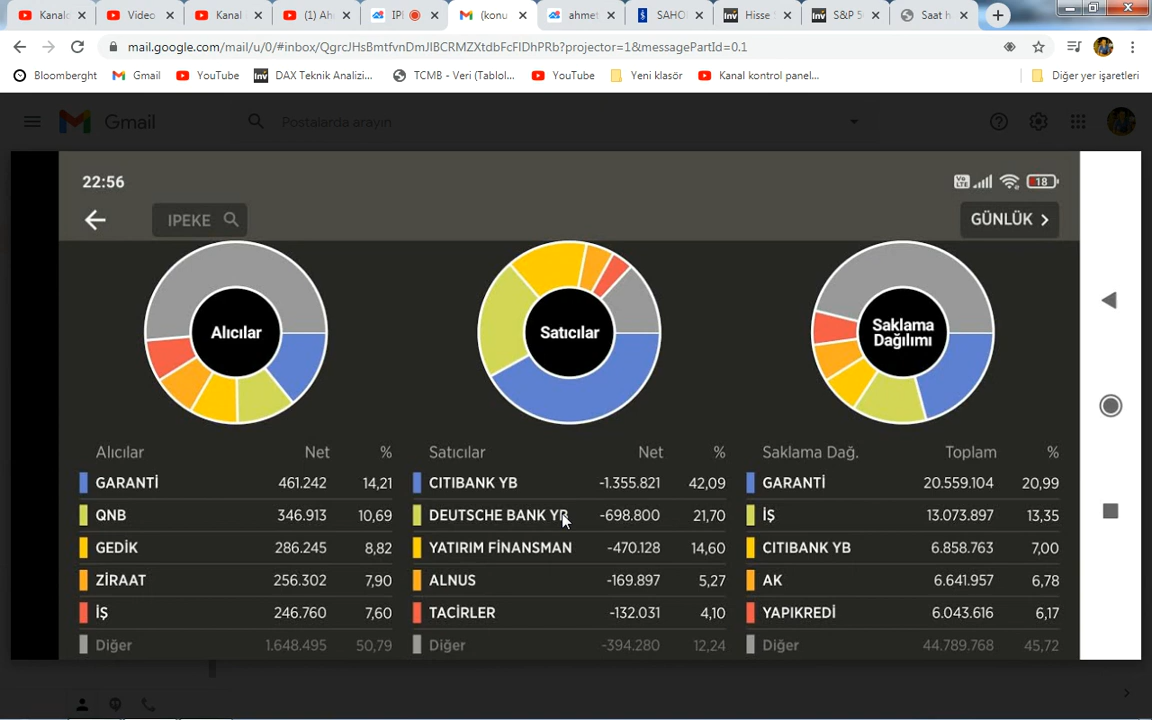 Kanalc
Video
Kanal
(1) Ah
IPI
(konu
ahmet
SAHO
Hisse
S&P 5
Saat h
mail.google.com/mail/u/0/#inbox/QgrcJHsBmtfvnDmJIBCRMZXtdbFcFIDhPRb?projector=1&messagePartId=0.1
Bloomberght
Gmail
YouTube
DAX Teknik Analizi...
TCMB - Veri (Tablol...
YouTube
Yeni klasör
Kanal kontrol panel...
Diğer yer işaretleri
Gmail
Postalarda arayın
22:56
Vo LTE
18
IPEKE
GÜNLÜK
Alıcılar
Satıcılar
Saklama
Dağılımı
Alıcılar Net %
GARANTİ 461.242 14,21
QNB 346.913 10,69
GEDİK 286.245 8,82
ZİRAAT 256.302 7,90
İŞ 246.760 7,60
Diğer 1.648.495 50,79
Satıcılar Net %
CITIBANK YB -1.355.821 42,09
DEUTSCHE BANK YB -698.800 21,70
YATIRIM FİNANSMAN -470.128 14,60
ALNUS -169.897 5,27
TACİRLER -132.031 4,10
Diğer -394.280 12,24
Saklama Dağ. Toplam %
GARANTİ 20.559.104 20,99
İŞ 13.073.897 13,35
CITIBANK YB 6.858.763 7,00
AK 6.641.957 6,78
YAPIKREDİ 6.043.616 6,17
Diğer 44.789.768 45,72